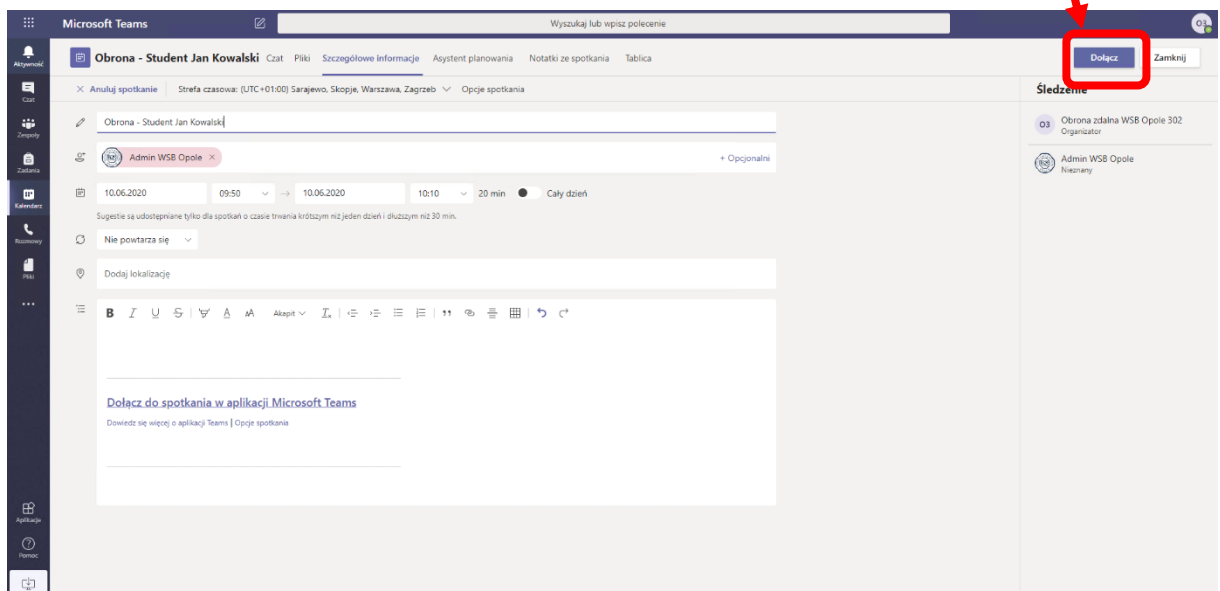 Microsoft Teams
Wyszukaj lub wpisz polecenie
O3
Aktywność
Czat
Zespoły
Zadania
Kalendarz
Rozmowy
Pliki
Aplikacje
Pomoc
Obrona - Student Jan Kowalski Czat Pliki Szczegółowe informacje Asystent planowania Notatki ze spotkania Tablica
Dołącz Zamknij
× Anuluj spotkanie Strefa czasowa: (UTC+01:00) Sarajewo, Skopje, Warszawa, Zagrzeb Opcje spotkania
Obrona - Student Jan Kowalski
Admin WSB Opole ×
+ Opcjonalni
10.06.2020 09:50 → 10.06.2020 10:10 20 min Cały dzień
Sugestie są udostępniane tylko dla spotkań o czasie trwania krótszym niż jeden dzień i dłuższym niż 30 min.
Nie powtarza się
Dodaj lokalizację
B I U S A AA Akapit
Dołącz do spotkania w aplikacji Microsoft Teams
Dowiedz się więcej o aplikacji Teams | Opcje spotkania
Śledzenie
O3 Obrona zdalna WSB Opole 302
Organizator
Admin WSB Opole
Nieznany